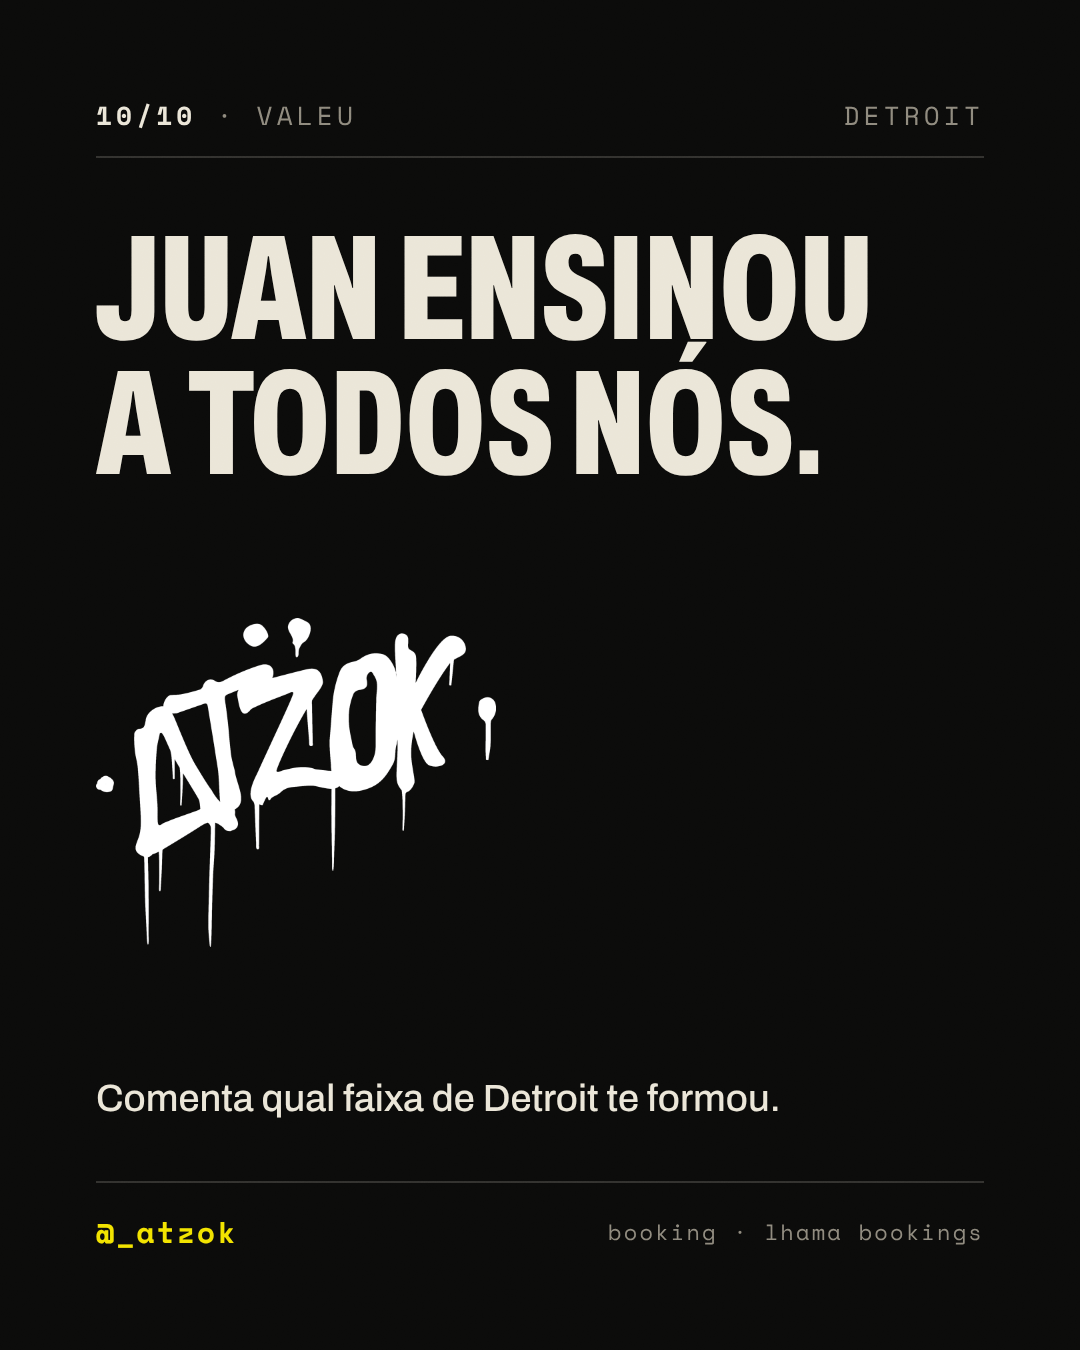 10/10 · VALEU
DETROIT
JUAN ENSINOU
A TODOS NÓS.
ATZOK
Comenta qual faixa de Detroit te formou.
@_atzok
booking · lhama bookings